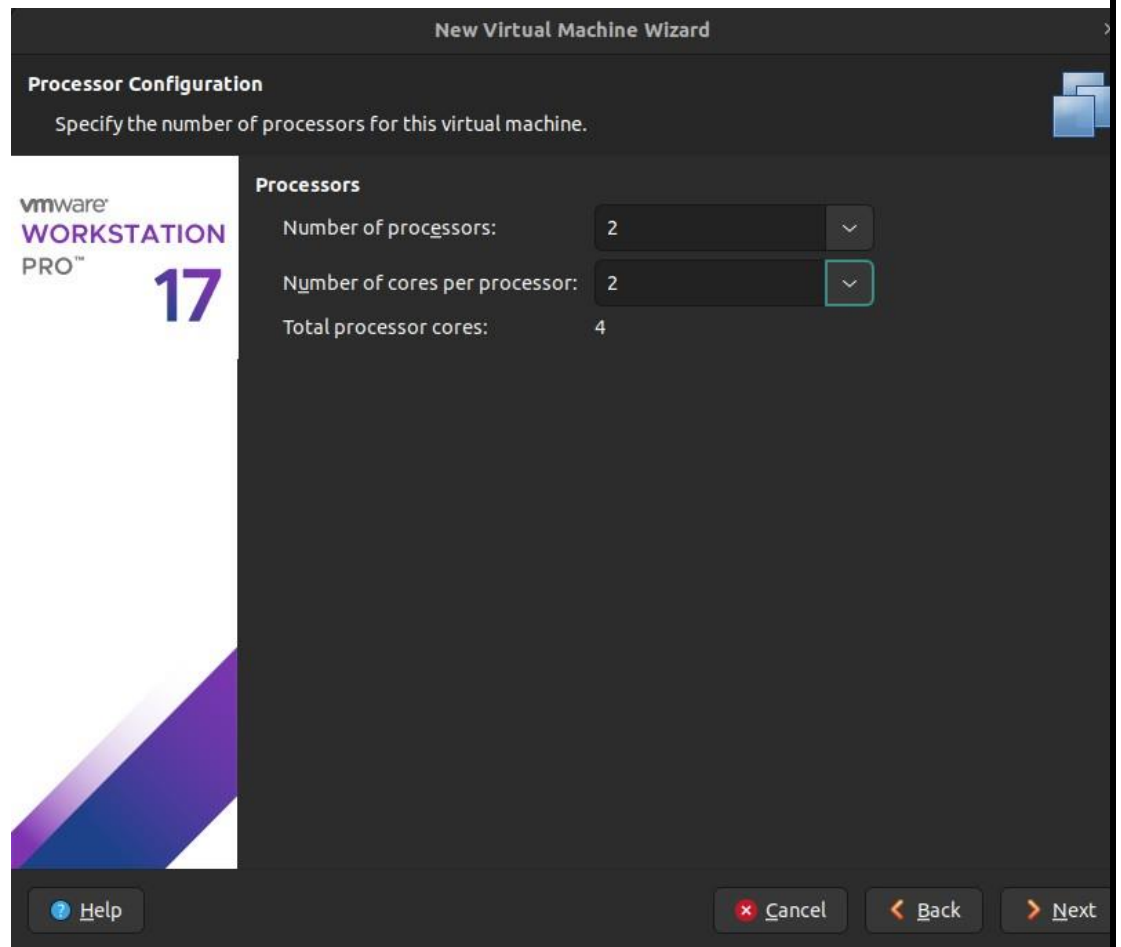 New Virtual Machine Wizard
Processor Configuration
Specify the number of processors for this virtual machine.
vmware®
WORKSTATION
PRO™
17
Processors
Number of processors: 2
Number of cores per processor: 2
Total processor cores: 4
Help Cancel Back Next